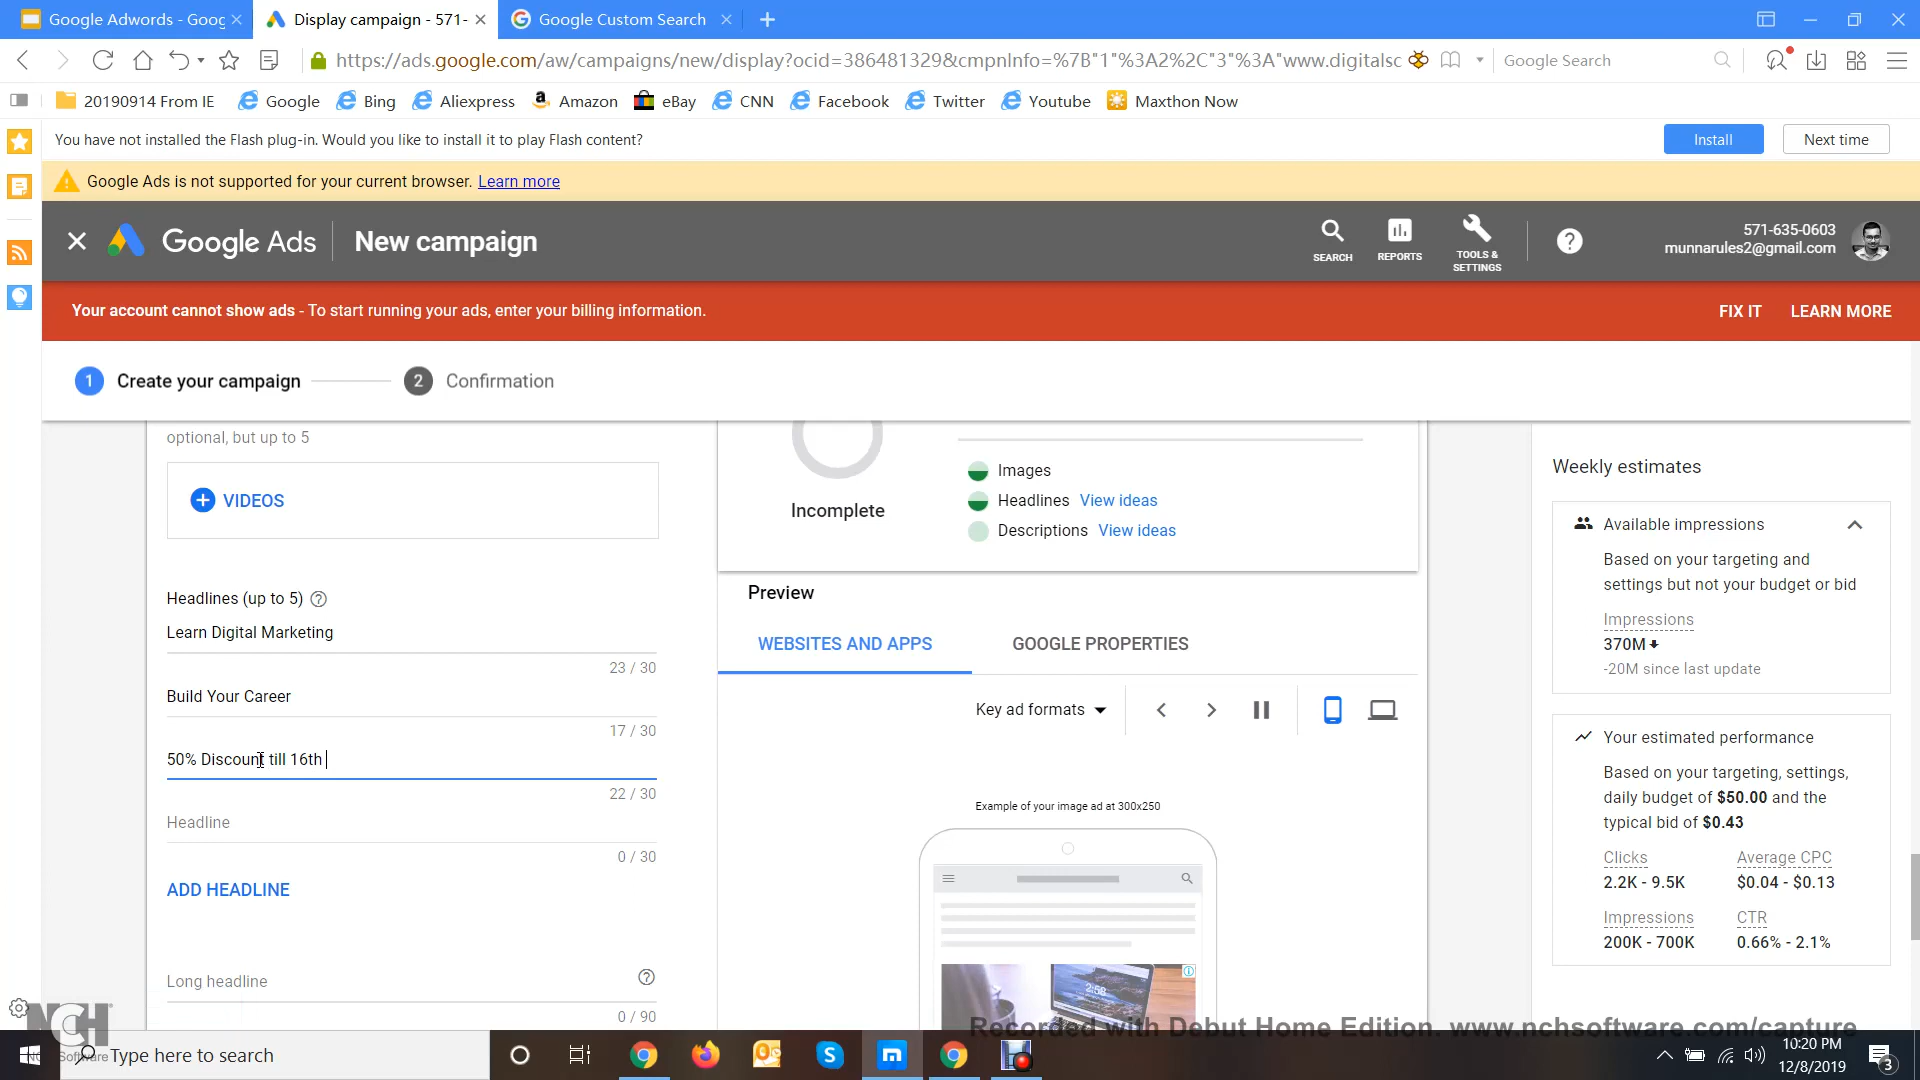 Google Adwords - Goog
Display campaign - 571-
Google Custom Search
https://ads.google.com/aw/campaigns/new/display?ocid=386481329&cmpnInfo=%7B"1"%3A2%2C"3"%3A"www.digitalsc
Google Search
20190914 From IE
Google
Bing
Aliexpress
Amazon
eBay
CNN
Facebook
Twitter
Youtube
Maxthon Now
You have not installed the Flash plug-in. Would you like to install it to play Flash content?
Install
Next time
Google Ads is not supported for your current browser. Learn more
Google Ads
New campaign
SEARCH
REPORTS
TOOLS &
SETTINGS
571-635-0603
munnarules2@gmail.com
Your account cannot show ads - To start running your ads, enter your billing information.
FIX IT
LEARN MORE
1 Create your campaign
2 Confirmation
optional, but up to 5
VIDEOS
Headlines (up to 5)
Learn Digital Marketing
23 / 30
Build Your Career
17 / 30
50% Discount till 16th
22 / 30
Headline
0 / 30
ADD HEADLINE
Long headline
0 / 90
Incomplete
Images
Headlines View ideas
Descriptions View ideas
Preview
WEBSITES AND APPS
GOOGLE PROPERTIES
Key ad formats
Example of your image ad at 300x250
2:58
Weekly estimates
Available impressions
Based on your targeting and
settings but not your budget or bid
Impressions
370M
-20M since last update
Your estimated performance
Based on your targeting, settings,
daily budget of $50.00 and the
typical bid of $0.43
Clicks
Average CPC
2.2K - 9.5K
$0.04 - $0.13
Impressions
CTR
200K - 700K
0.66% - 2.1%
NCH
Software
Recorded with Debut Home Edition. www.nchsoftware.com/capture
Type here to search
10:20 PM
12/8/2019
3